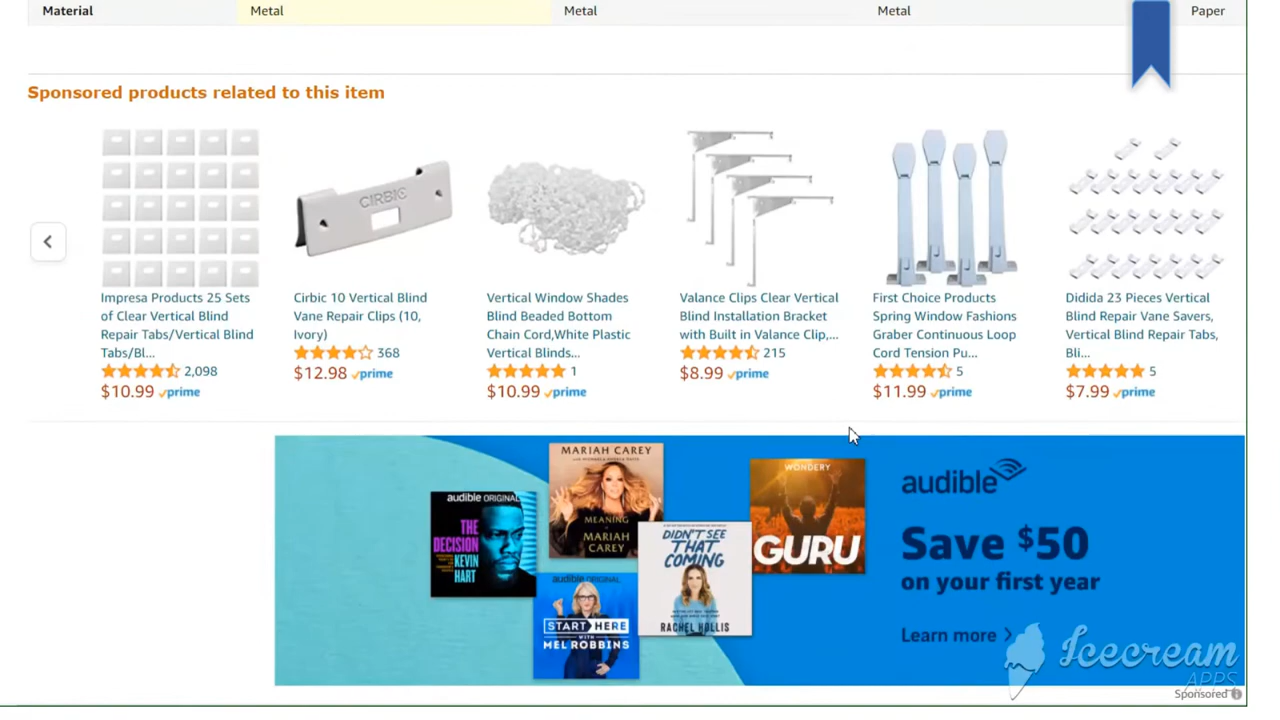 Material Metal Metal Metal Paper
Sponsored products related to this item
CIRBIC
Impresa Products 25 Sets
of Clear Vertical Blind
Repair Tabs/Vertical Blind
Tabs/Bl...
2,098
$10.99 prime
Cirbic 10 Vertical Blind
Vane Repair Clips (10,
Ivory)
368
$12.98 prime
Vertical Window Shades
Blind Beaded Bottom
Chain Cord,White Plastic
Vertical Blinds...
1
$10.99 prime
Valance Clips Clear Vertical
Blind Installation Bracket
with Built in Valance Clip,...
215
$8.99 prime
First Choice Products
Spring Window Fashions
Graber Continuous Loop
Cord Tension Pu...
5
$11.99 prime
Didida 23 Pieces Vertical
Blind Repair Vane Savers,
Vertical Blind Repair Tabs,
Bli...
5
$7.99 prime
audible ORIGINAL
THE
DECISION
KEVIN
HART
MARIAH CAREY
MEANING
MARIAH
CAREY
audible ORIGINAL
START HERE
WITH
MEL ROBBINS
DIDN'T SEE
THAT
COMING
RACHEL HOLLIS
WONDERY
GURU
audible
Save $50
on your first year
Learn more
Icecream
APPS
Sponsored